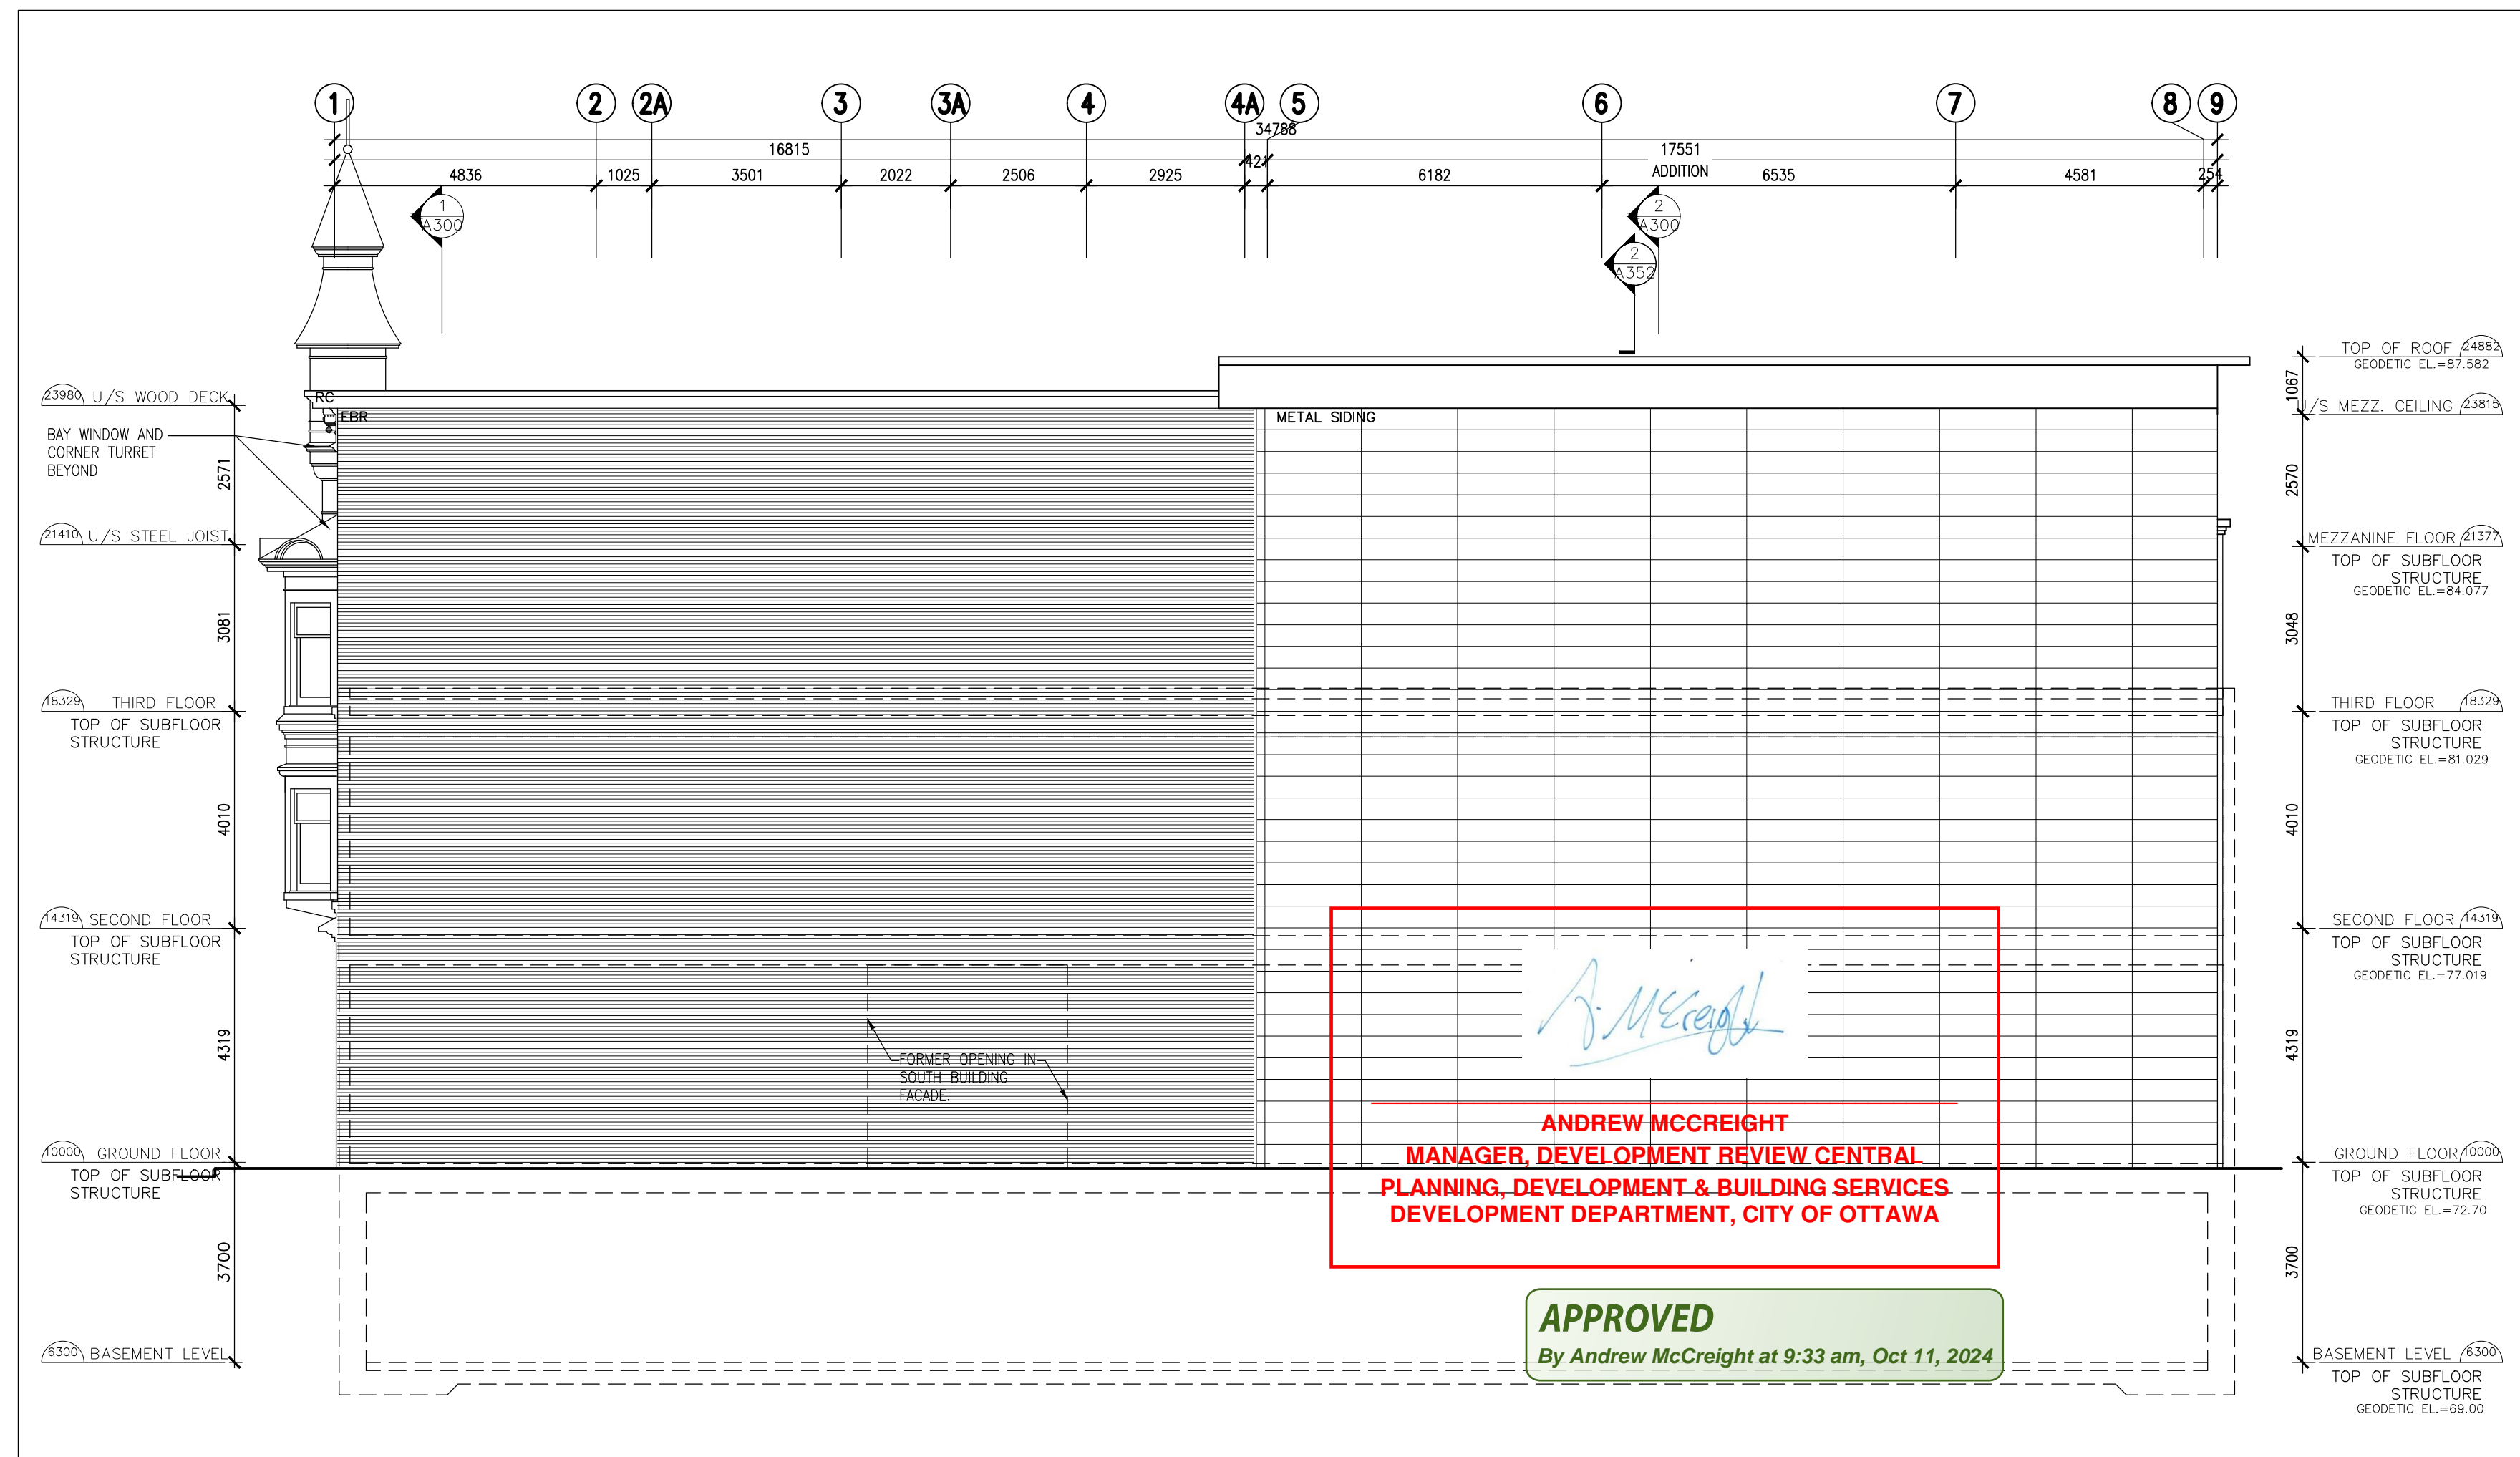 1 2 2A 3 3A 4 4A 5 6 7 8 9
34788
16815 421 17551
ADDITION
4836 1025 3501 2022 2506 2925 6182 6535 4581 254
1
A300
2
A300
2
A352
23980 U/S WOOD DECK
BAY WINDOW AND
CORNER TURRET
BEYOND
2571
21410 U/S STEEL JOIST
3081
18329 THIRD FLOOR
TOP OF SUBFLOOR
STRUCTURE
4010
14319 SECOND FLOOR
TOP OF SUBFLOOR
STRUCTURE
4319
10000 GROUND FLOOR
TOP OF SUBFLOOR
STRUCTURE
3700
6300 BASEMENT LEVEL
RC
EBR
METAL SIDING
FORMER OPENING IN
SOUTH BUILDING
FACADE.
TOP OF ROOF 24882
GEODETIC EL.=87.582
1067
U/S MEZZ. CEILING 23815
2570
MEZZANINE FLOOR 21377
TOP OF SUBFLOOR
STRUCTURE
GEODETIC EL.=84.077
3048
THIRD FLOOR 18329
TOP OF SUBFLOOR
STRUCTURE
GEODETIC EL.=81.029
4010
SECOND FLOOR 14319
TOP OF SUBFLOOR
STRUCTURE
GEODETIC EL.=77.019
4319
GROUND FLOOR 10000
TOP OF SUBFLOOR
STRUCTURE
GEODETIC EL.=72.70
3700
BASEMENT LEVEL 6300
TOP OF SUBFLOOR
STRUCTURE
GEODETIC EL.=69.00
A. McCreight
ANDREW MCCREIGHT
MANAGER, DEVELOPMENT REVIEW CENTRAL
PLANNING, DEVELOPMENT & BUILDING SERVICES
DEVELOPMENT DEPARTMENT, CITY OF OTTAWA
APPROVED
By Andrew McCreight at 9:33 am, Oct 11, 2024